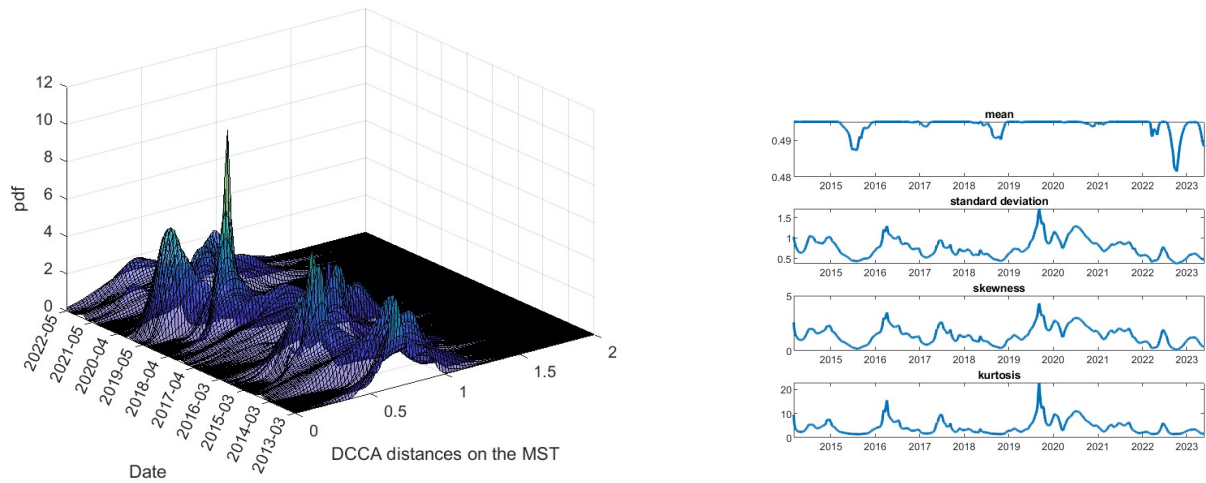 12
10
8
6
4
2
0
pdf
2022-05
2021-05
2020-04
2019-05
2018-04
2017-04
2016-03
2015-03
2014-03
2013-03
Date
0
0.5
1
1.5
2
DCCA distances on the MST
mean
0.49
0.48
2015 2016 2017 2018 2019 2020 2021 2022 2023
standard deviation
1.5
1
0.5
2015 2016 2017 2018 2019 2020 2021 2022 2023
skewness
5
0
2015 2016 2017 2018 2019 2020 2021 2022 2023
kurtosis
20
10
0
2015 2016 2017 2018 2019 2020 2021 2022 2023